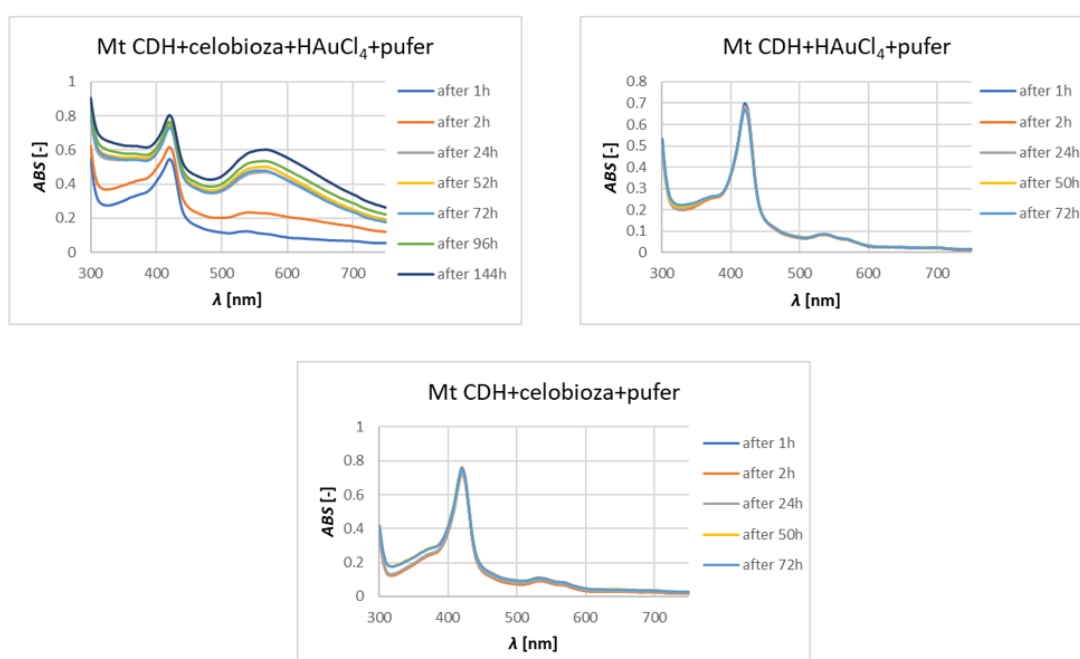 Mt CDH+celobioza+HAuCl₄+pufer
1
0.8
0.6
0.4
0.2
0
300 400 500 600 700
ABS [-]
λ [nm]
after 1h
after 2h
after 24h
after 52h
after 72h
after 96h
after 144h
Mt CDH+HAuCl₄+pufer
0.8
0.7
0.6
0.5
0.4
0.3
0.2
0.1
0
300 400 500 600 700
ABS [-]
λ [nm]
after 1h
after 2h
after 24h
after 50h
after 72h
Mt CDH+celobioza+pufer
1
0.8
0.6
0.4
0.2
0
300 400 500 600 700
ABS [-]
λ [nm]
after 1h
after 2h
after 24h
after 50h
after 72h